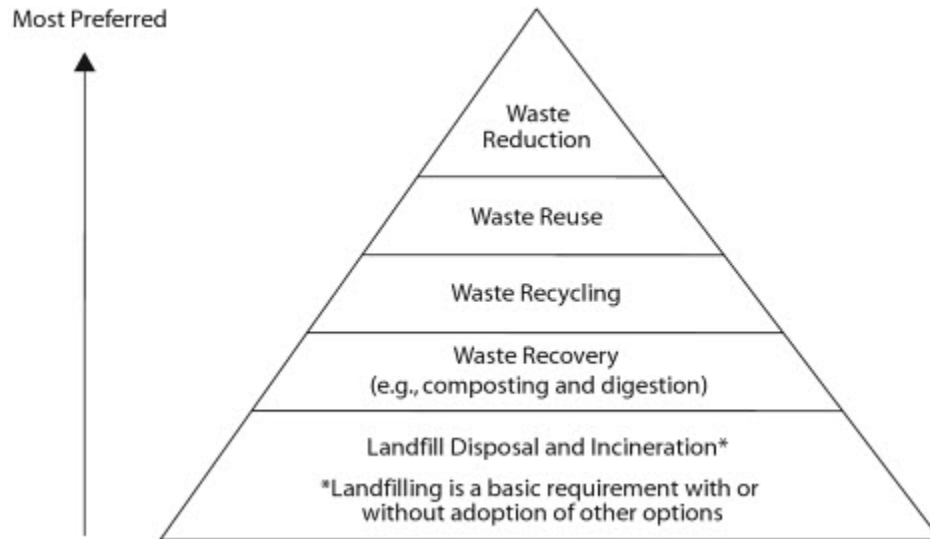 Most Preferred
Waste
Reduction
Waste Reuse
Waste Recycling
Waste Recovery
(e.g., composting and digestion)
Landfill Disposal and Incineration*
*Landfilling is a basic requirement with or
without adoption of other options